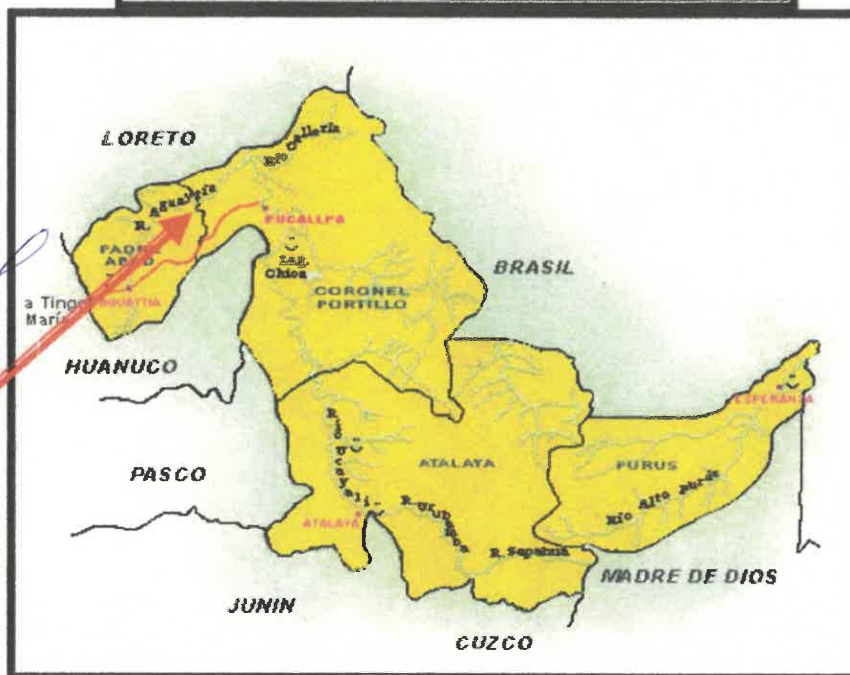 LORETO
Río Callería
R. Aguaytía
PUCALLPA
PADRE
ABAD
Lag.
Chioa
BRASIL
CORONEL
PORTILLO
a Tingo
María
AGUAYTIA
HUANUCO
ESPERANZA
Río Ucayali
ATALAYA
PURUS
PASCO
Río Alto Purús
R. Urubamba
ATALAYA
R. Sepahua
MADRE DE DIOS
JUNIN
CUZCO